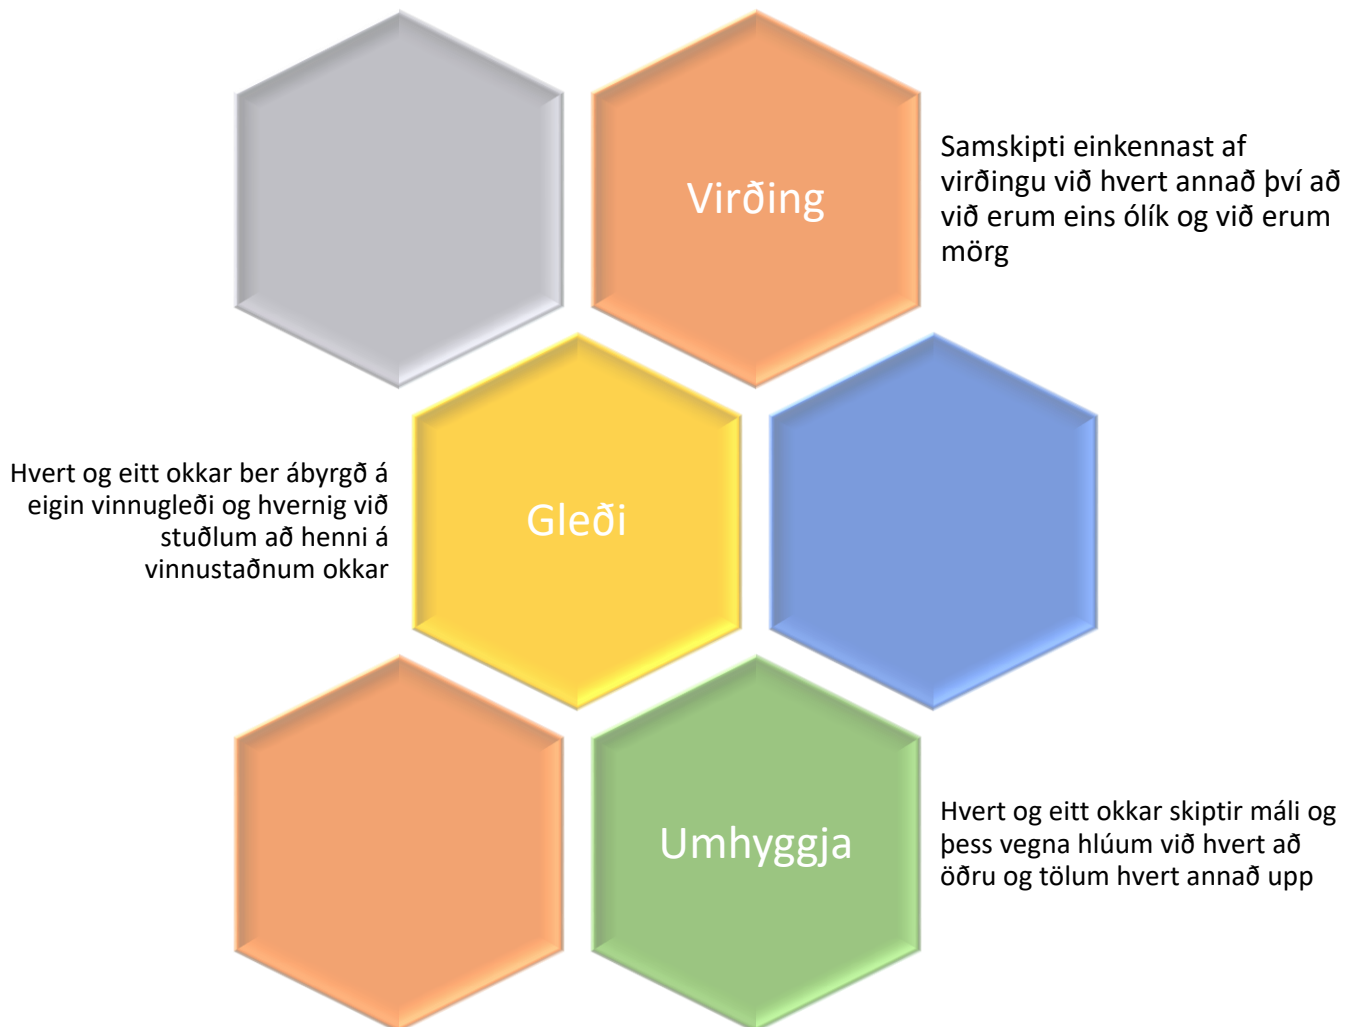 Virðing
Samskipti einkennast af
virðingu við hvert annað því að
við erum eins ólík og við erum
mörg
Hvert og eitt okkar ber ábyrgð á
eigin vinnugleði og hvernig við
stuðlum að henni á
vinnustaðnum okkar
Gleði
Umhyggja
Hvert og eitt okkar skiptir máli og
þess vegna hlúum við hvert að
öðru og tölum hvert annað upp